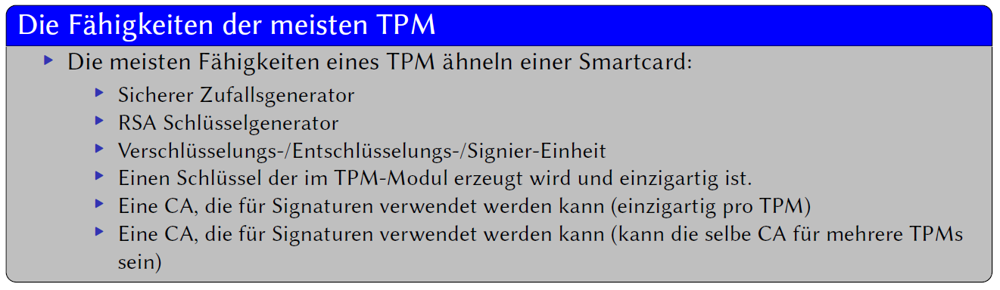 Die Fähigkeiten der meisten TPM
Die meisten Fähigkeiten eines TPM ähneln einer Smartcard:
Sicherer Zufallsgenerator
RSA Schlüsselgenerator
Verschlüsselungs-/Entschlüsselungs-/Signier-Einheit
Einen Schlüssel der im TPM-Modul erzeugt wird und einzigartig ist.
Eine CA, die für Signaturen verwendet werden kann (einzigartig pro TPM)
Eine CA, die für Signaturen verwendet werden kann (kann die selbe CA für mehrere TPMs
sein)